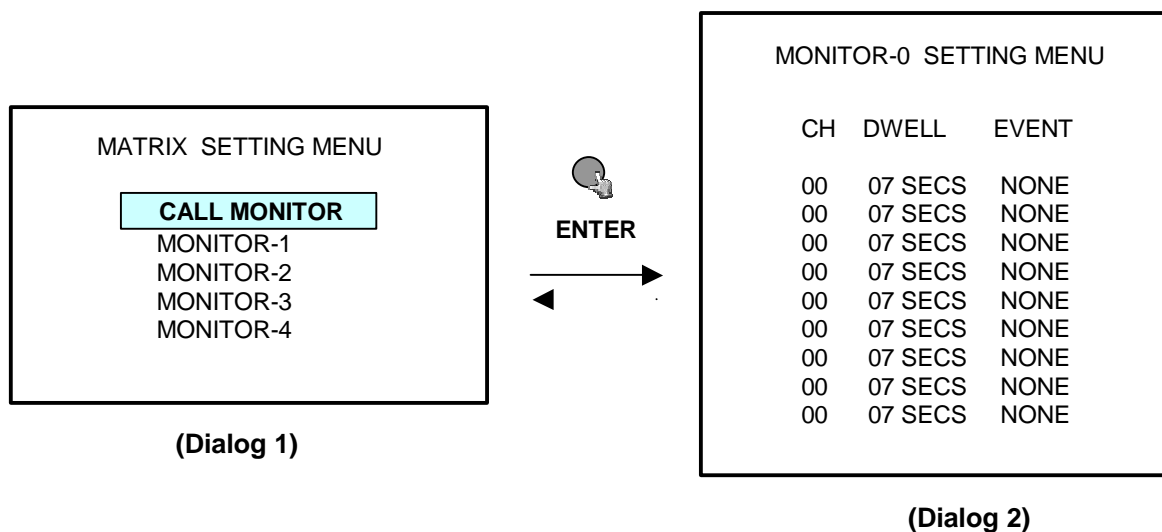 MATRIX SETTING MENU
CALL MONITOR
MONITOR-1
MONITOR-2
MONITOR-3
MONITOR-4
(Dialog 1)
ENTER
MONITOR-0 SETTING MENU
CH DWELL EVENT
00 07 SECS NONE
00 07 SECS NONE
00 07 SECS NONE
00 07 SECS NONE
00 07 SECS NONE
00 07 SECS NONE
00 07 SECS NONE
00 07 SECS NONE
00 07 SECS NONE
(Dialog 2)